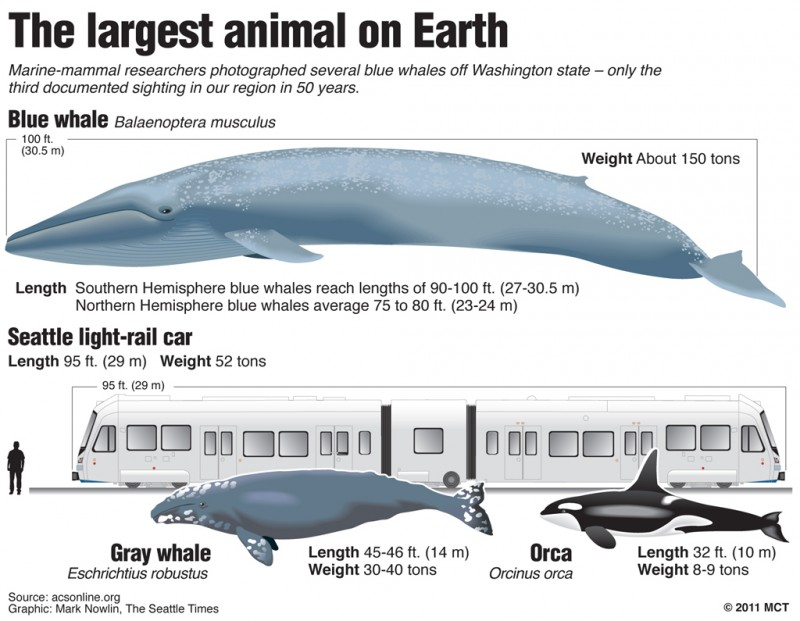 The largest animal on Earth
Marine-mammal researchers photographed several blue whales off Washington state – only the
third documented sighting in our region in 50 years.
Blue whale Balaenoptera musculus
100 ft.
(30.5 m)
Weight About 150 tons
Length Southern Hemisphere blue whales reach lengths of 90-100 ft. (27-30.5 m)
Northern Hemisphere blue whales average 75 to 80 ft. (23-24 m)
Seattle light-rail car
Length 95 ft. (29 m) Weight 52 tons
95 ft. (29 m)
Gray whale
Eschrichtius robustus
Length 45-46 ft. (14 m)
Weight 30-40 tons
Orca
Orcinus orca
Length 32 ft. (10 m)
Weight 8-9 tons
Source: acsonline.org
Graphic: Mark Nowlin, The Seattle Times
© 2011 MCT